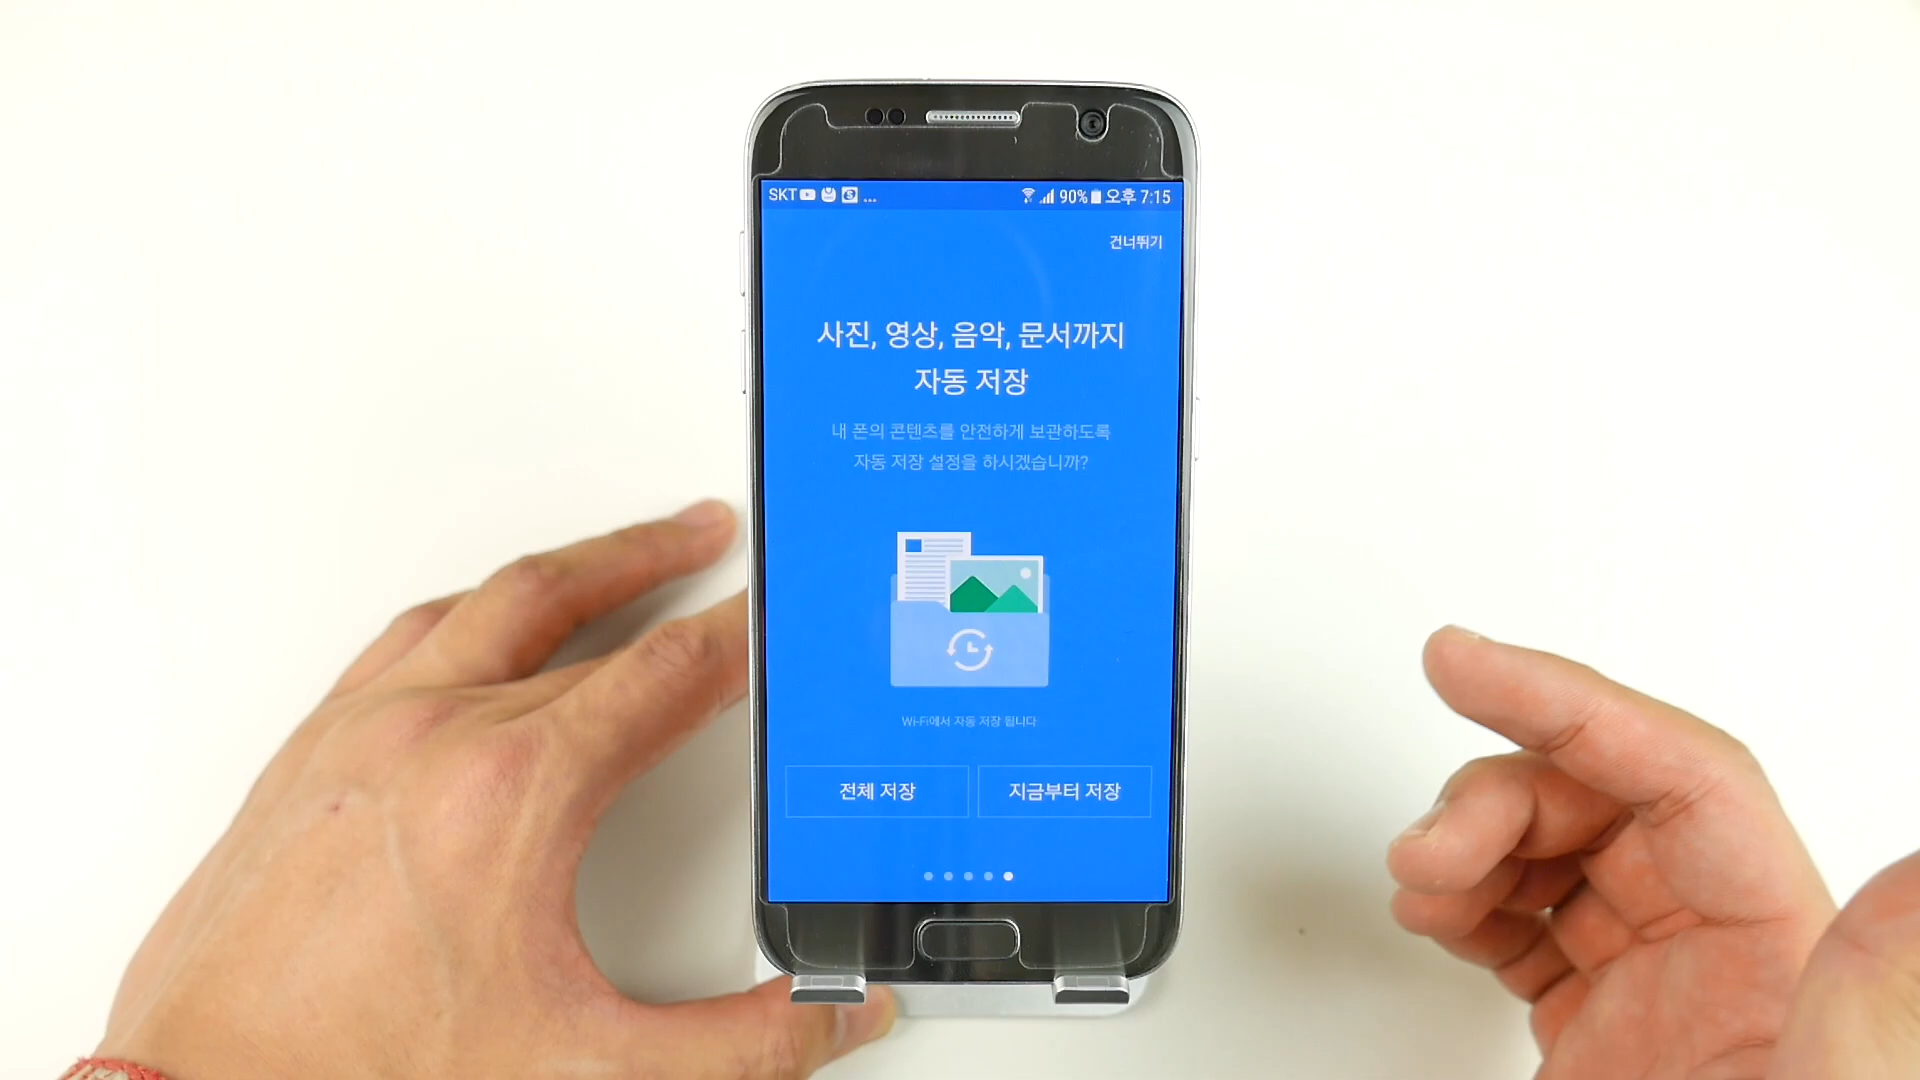 SKT ... 90% 오후 7:15
건너뛰기
사진, 영상, 음악, 문서까지
자동 저장
내 폰의 콘텐츠를 안전하게 보관하도록
자동 저장 설정을 하시겠습니까?
Wi-Fi에서 자동 저장 됩니다
전체 저장
지금부터 저장